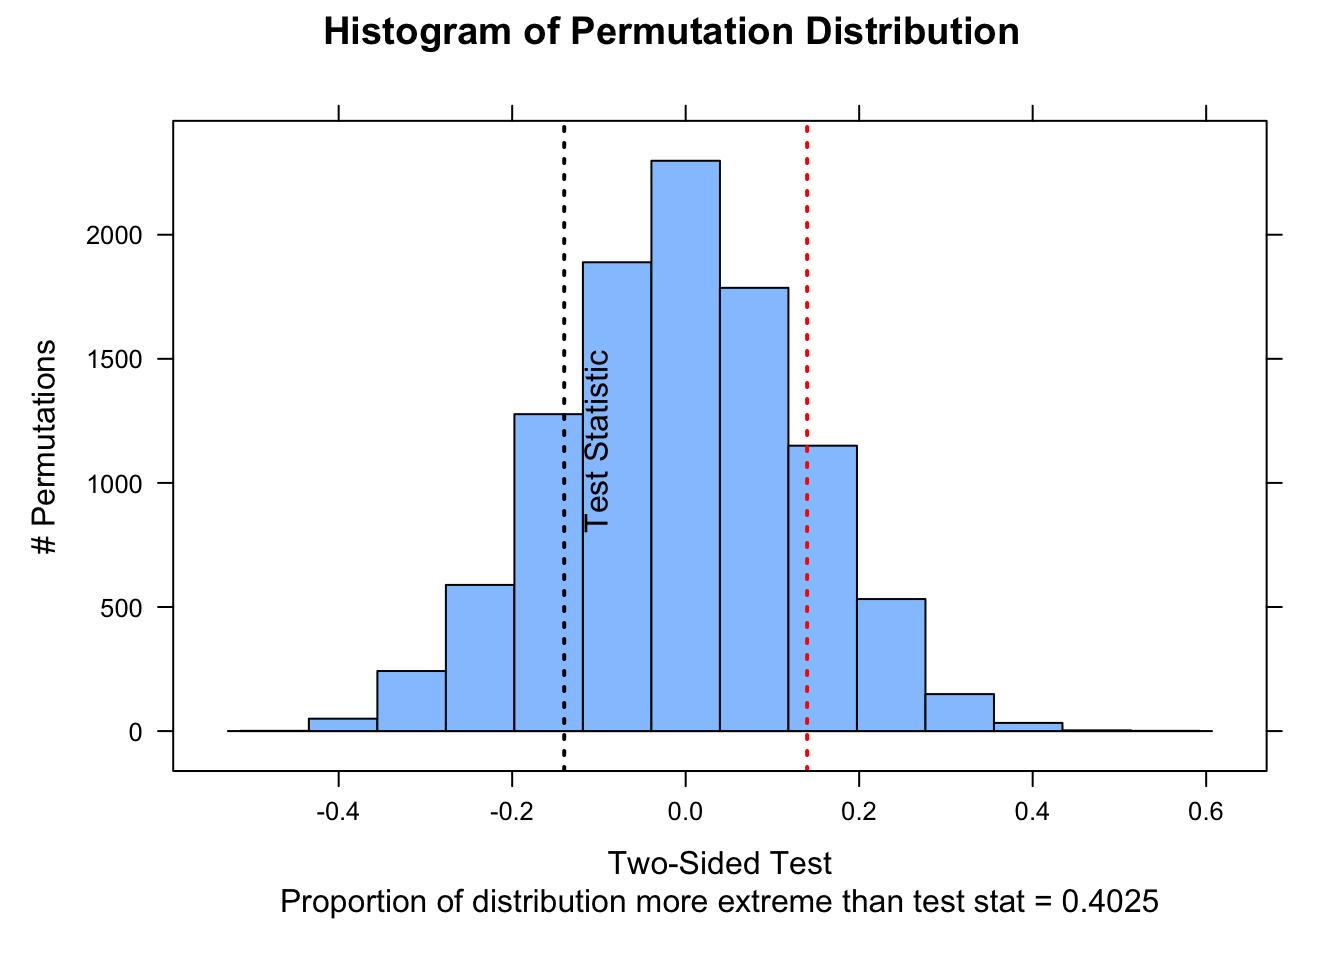 Histogram of Permutation Distribution
# Permutations
2000
1500
1000
500
0
Test Statistic
-0.4 -0.2 0.0 0.2 0.4 0.6
Two-Sided Test
Proportion of distribution more extreme than test stat = 0.4025